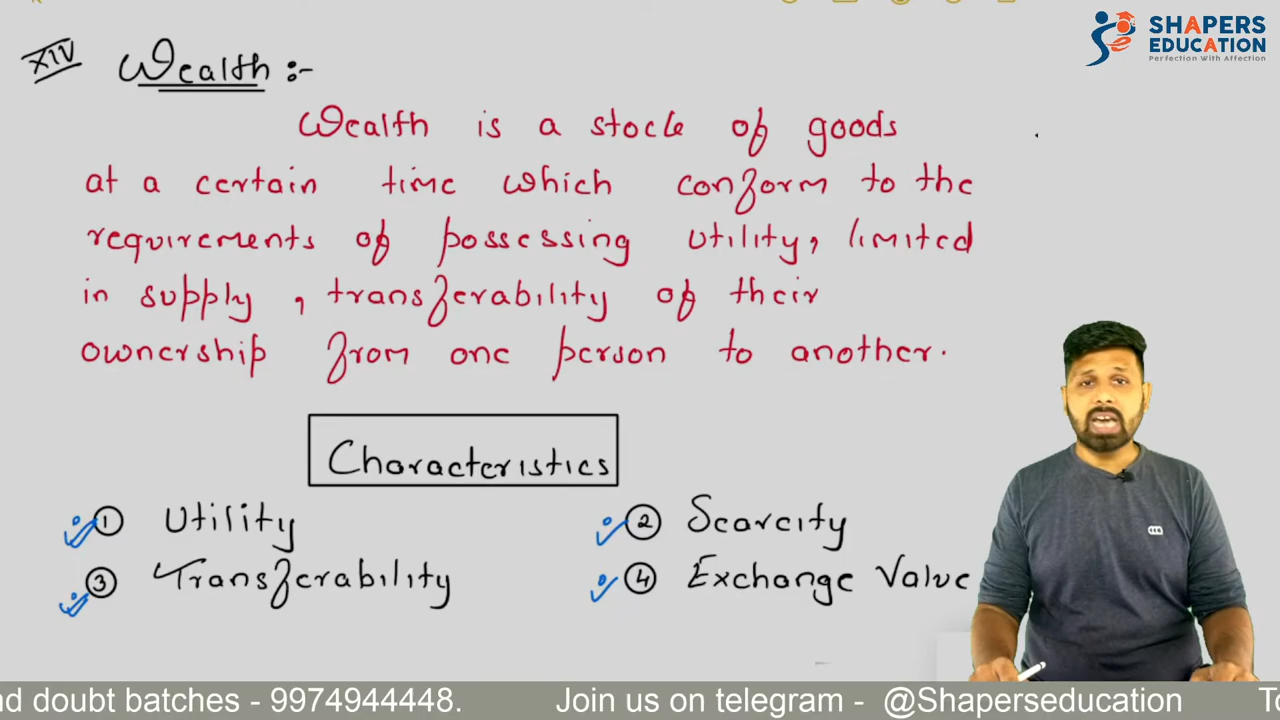 SHAPERS
EDUCATION
Perfection With Affection
XIV Wealth :-
Wealth is a stock of goods
at a certain time which conform to the
requirements of possessing utility, limited
in supply, transferability of their
ownership from one person to another.
Characteristics
① Utility
② Scarcity
③ Transferability
④ Exchange Value
nd doubt batches - 9974944448. Join us on telegram - @Shaperseducation To